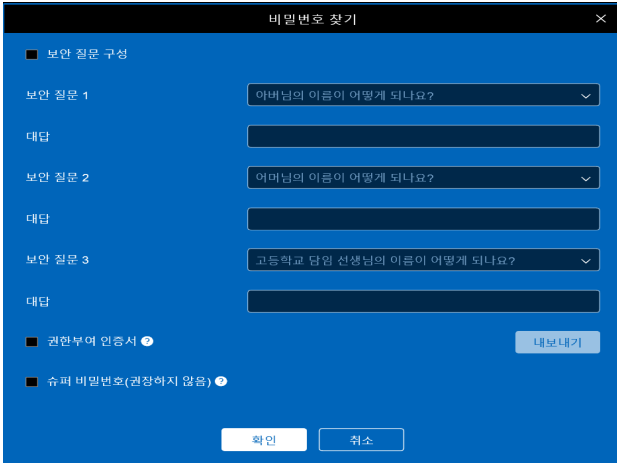 비밀번호 찾기
보안 질문 구성
보안 질문 1 아버님의 이름이 어떻게 되나요?
대답
보안 질문 2 어머님의 이름이 어떻게 되나요?
대답
보안 질문 3 고등학교 담임 선생님의 이름이 어떻게 되나요?
대답
권한부여 인증서 ? 내보내기
슈퍼 비밀번호(권장하지 않음) ?
확인 취소